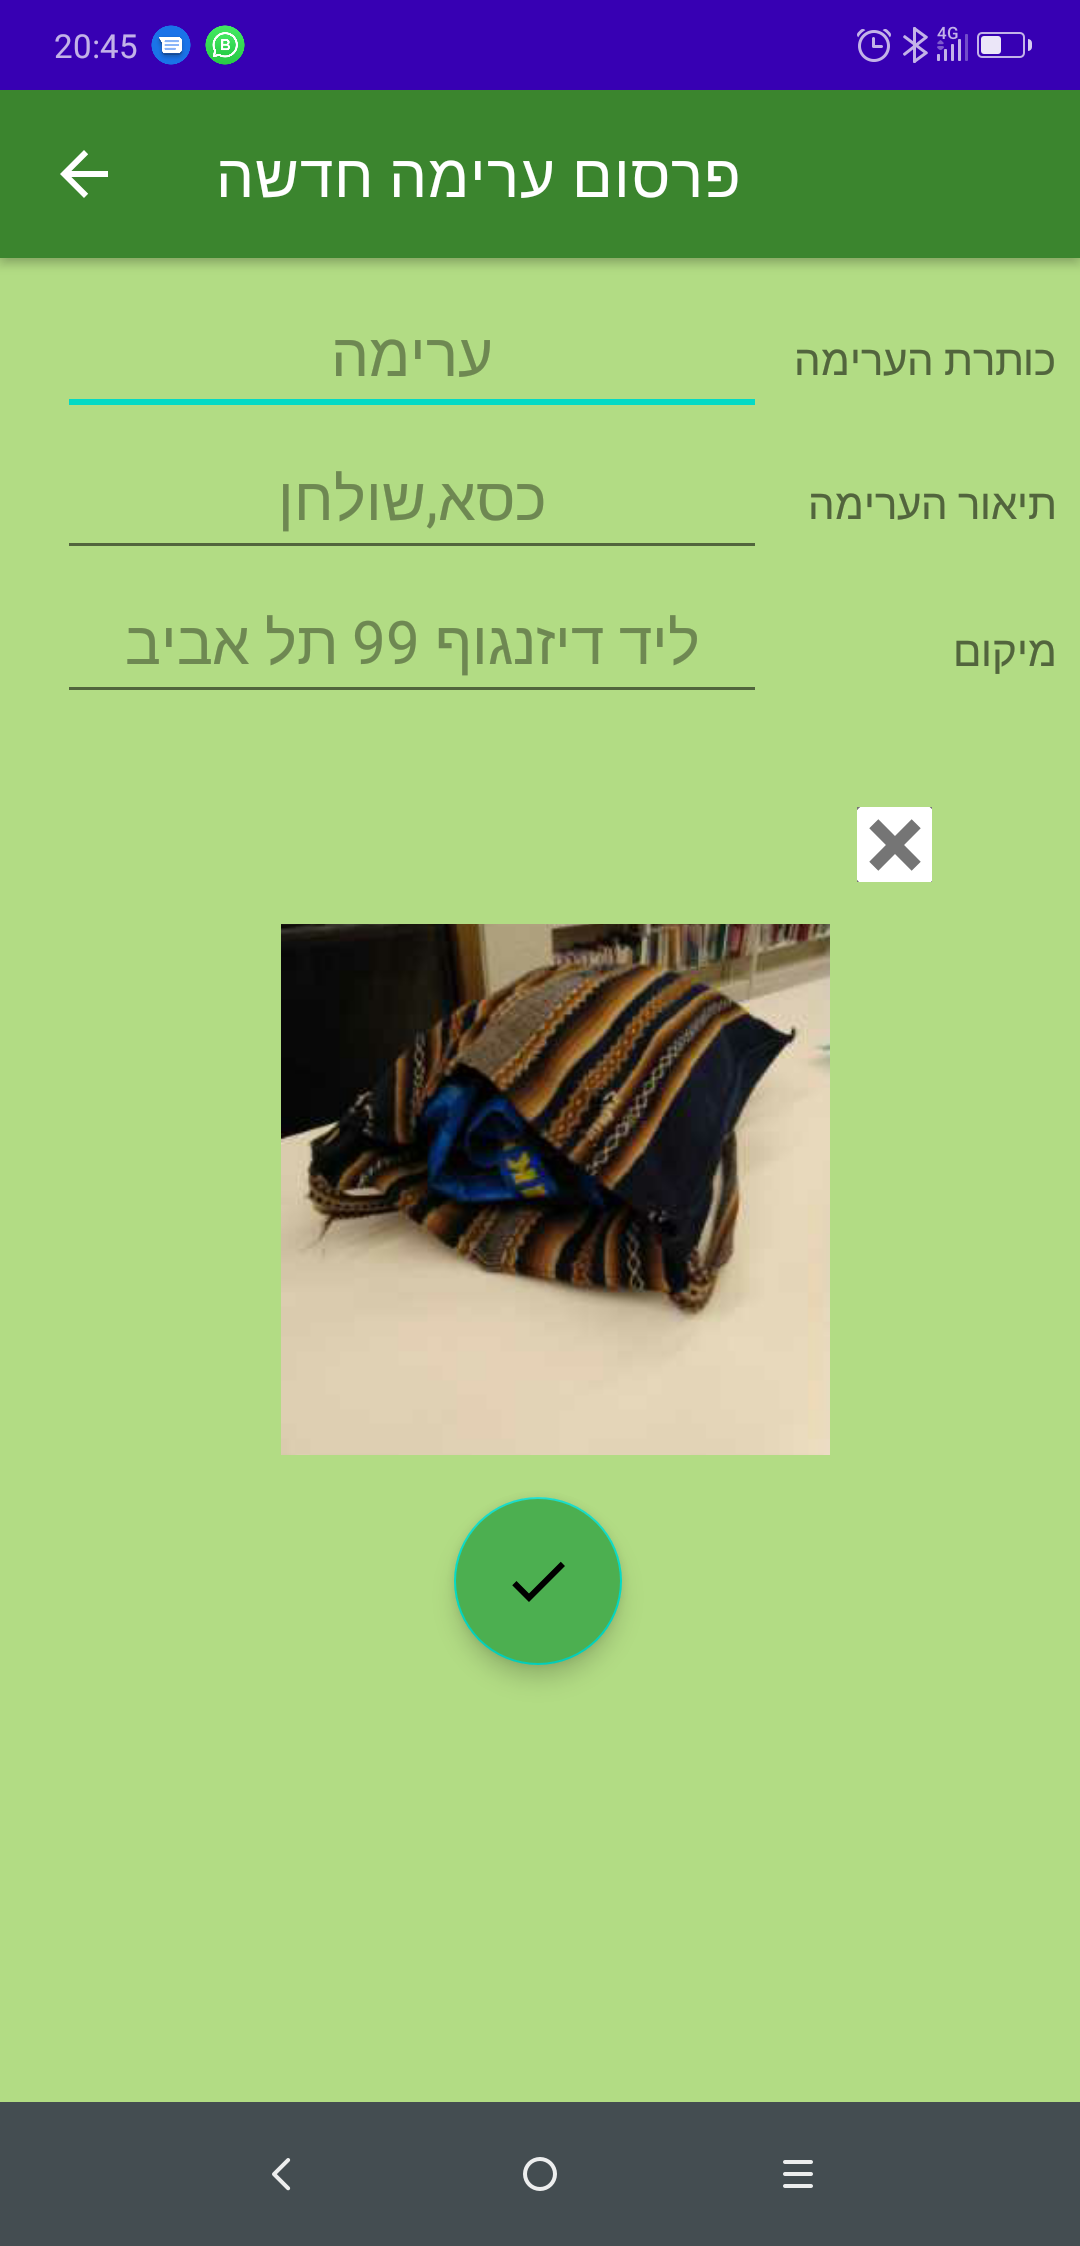 20:45
4G
פרסום ערימה חדשה
כותרת הערימה
ערימה
תיאור הערימה
כסא,שולחן
מיקום
ליד דיזנגוף 99 תל אביב